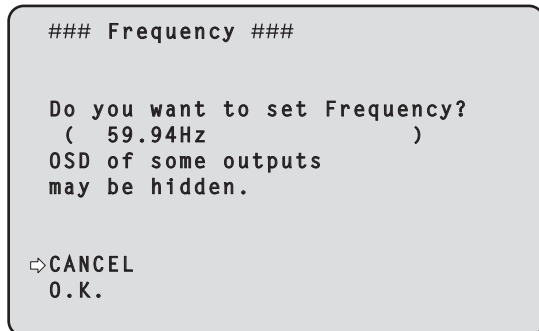 ### Frequency ###
Do you want to set Frequency?
( 59.94Hz )
OSD of some outputs
may be hidden.
⇨CANCEL
O.K.